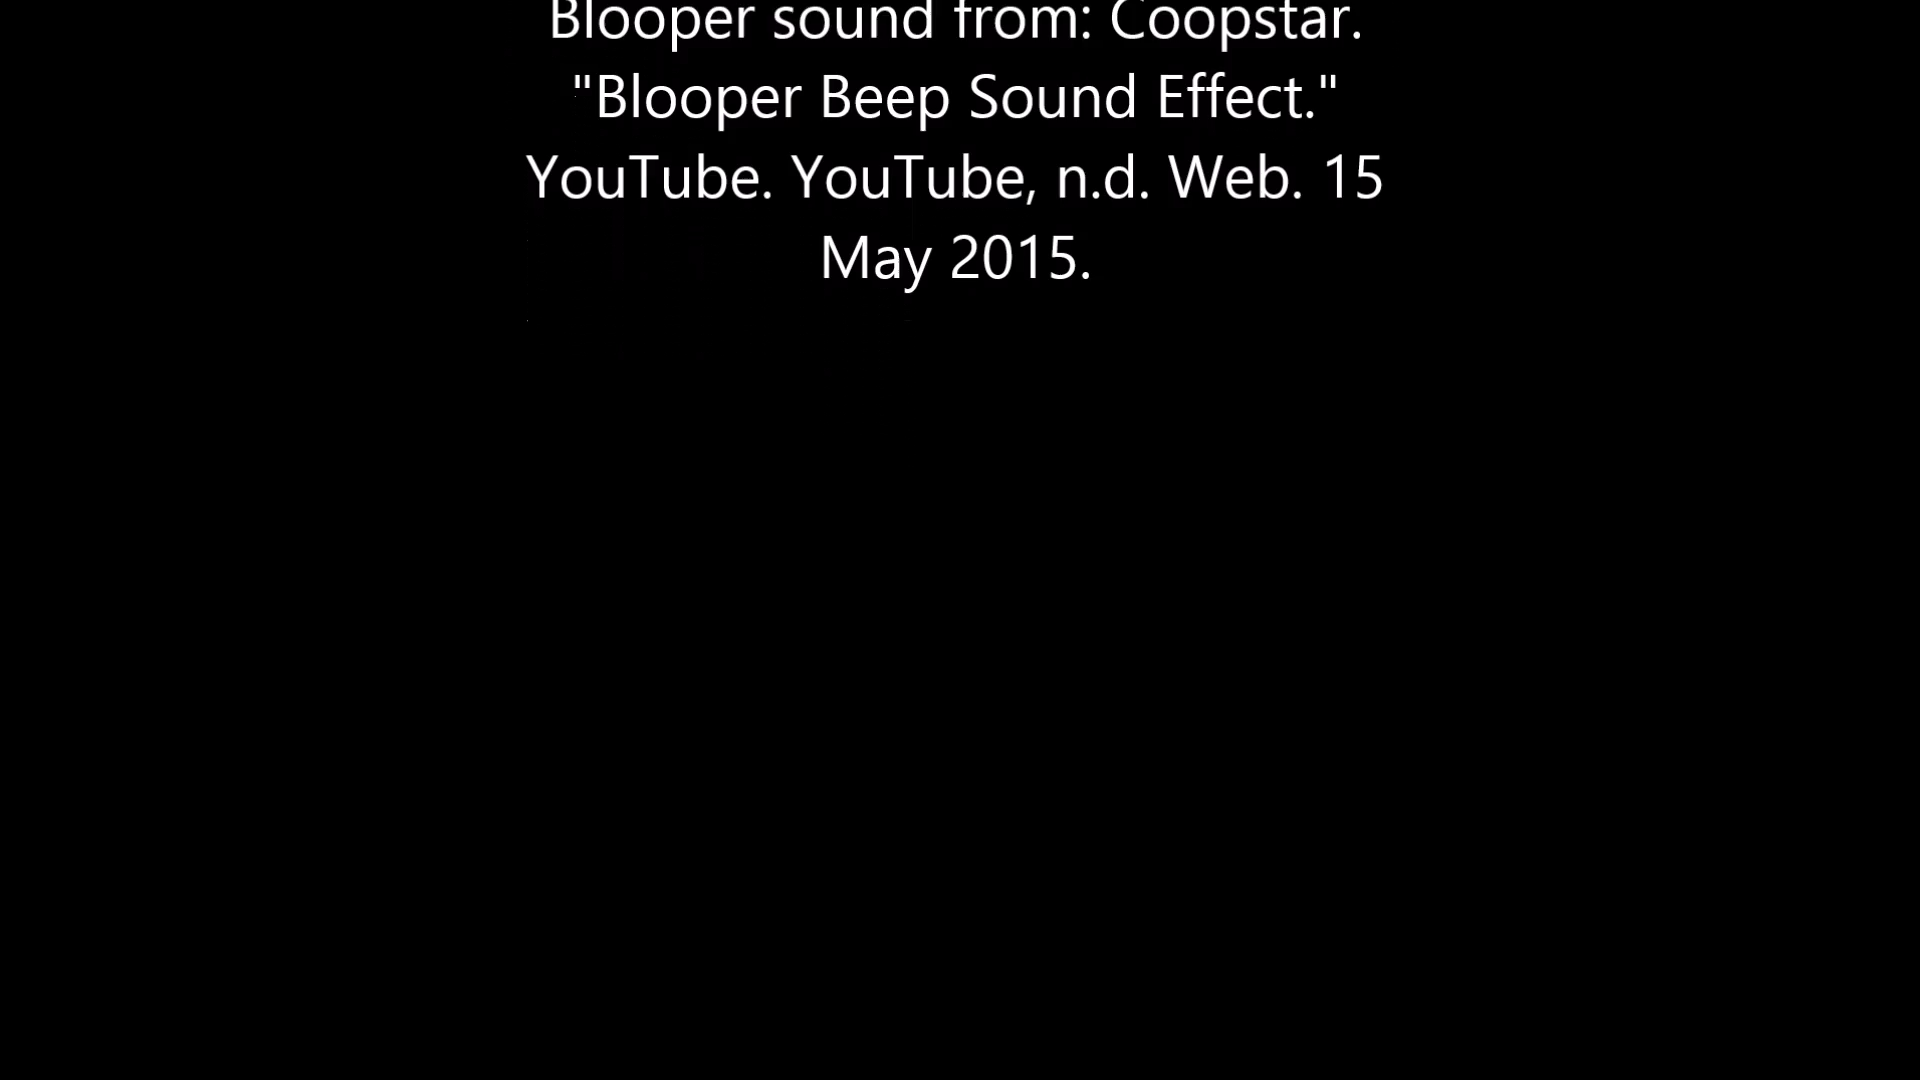 Blooper sound from: Coopstar.
"Blooper Beep Sound Effect."
YouTube. YouTube, n.d. Web. 15
May 2015.